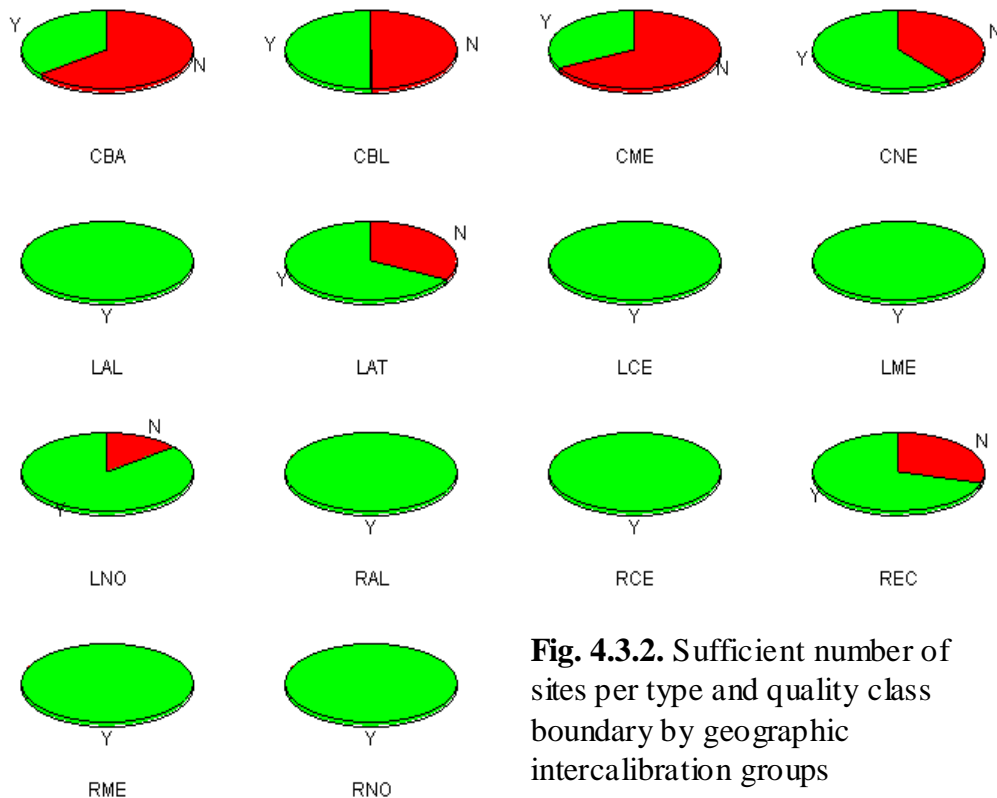 Y N
Y N
Y N
Y N
CBA CBL CME CNE
Y
Y N
Y
Y
LAL LAT LCE LME
Y N
Y
Y
Y N
LNO RAL RCE REC
Y
Y
RME RNO
Fig. 4.3.2. Sufficient number of
sites per type and quality class
boundary by geographic
intercalibration groups